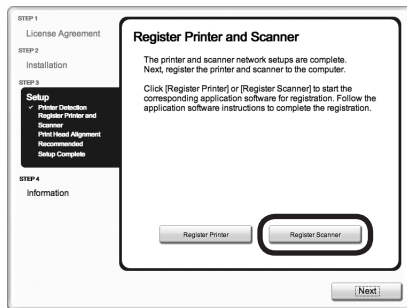 STEP 1
License Agreement
STEP 2
Installation
STEP 3
Setup
✓ Printer Detection
Register Printer and
Scanner
Print Head Alignment
Recommended
Setup Complete
STEP 4
Information
Register Printer and Scanner
The printer and scanner network setups are complete.
Next, register the printer and scanner to the computer.
Click [Register Printer] or [Register Scanner] to start the
corresponding application software for registration. Follow the
application software instructions to complete the registration.
Register Printer
Register Scanner
Next